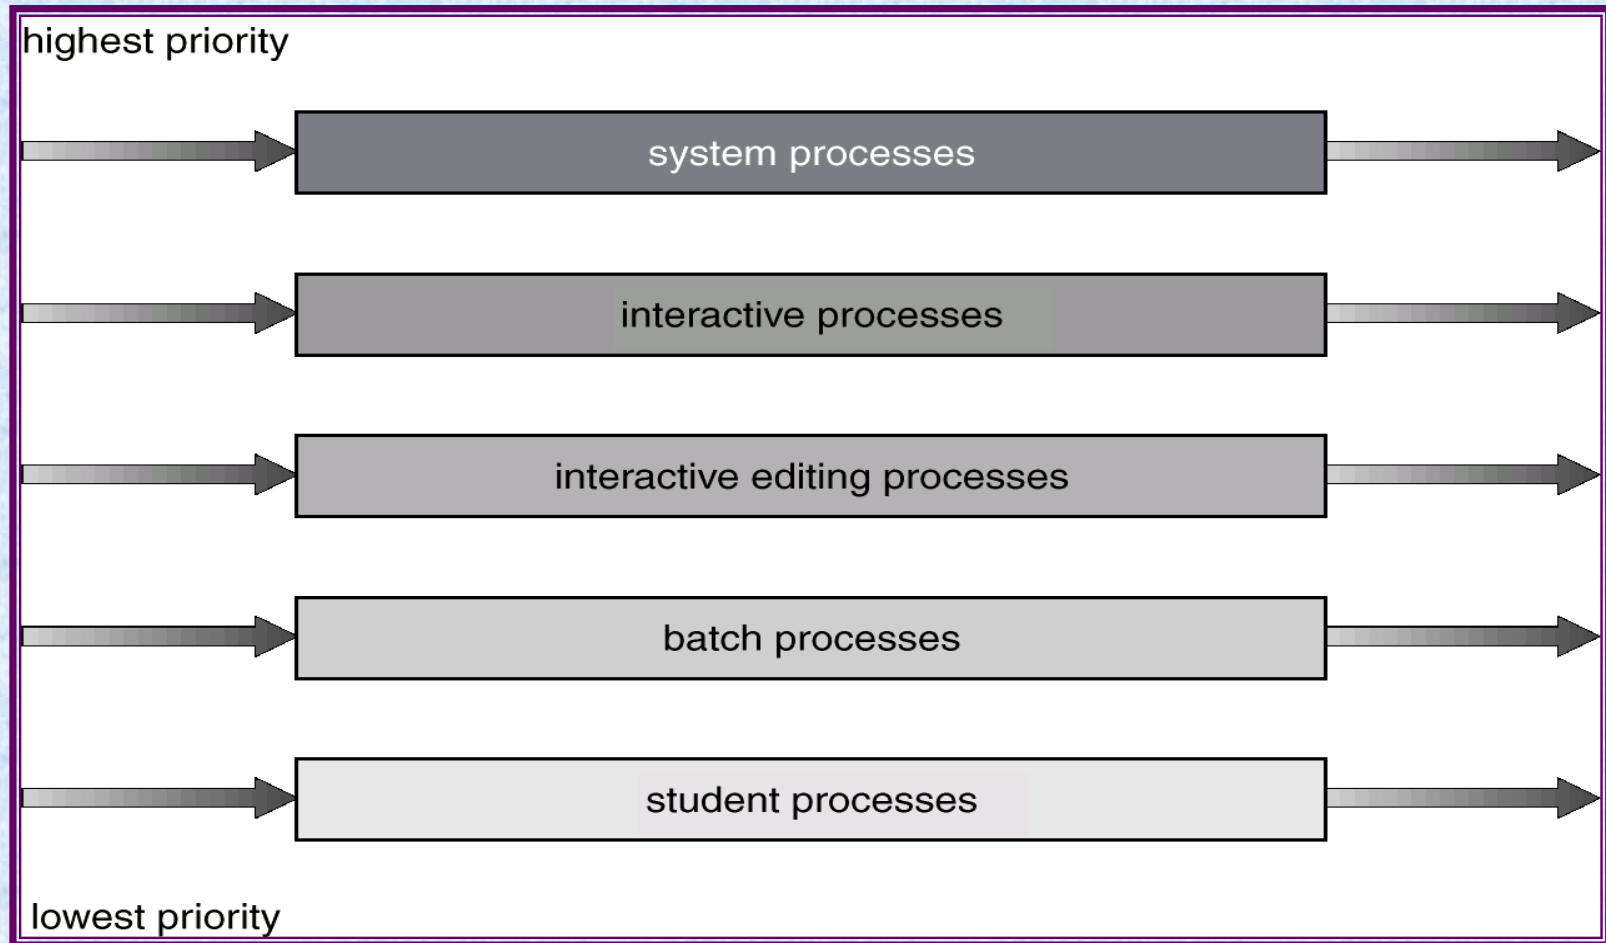 highest priority
system processes
interactive processes
interactive editing processes
batch processes
student processes
lowest priority